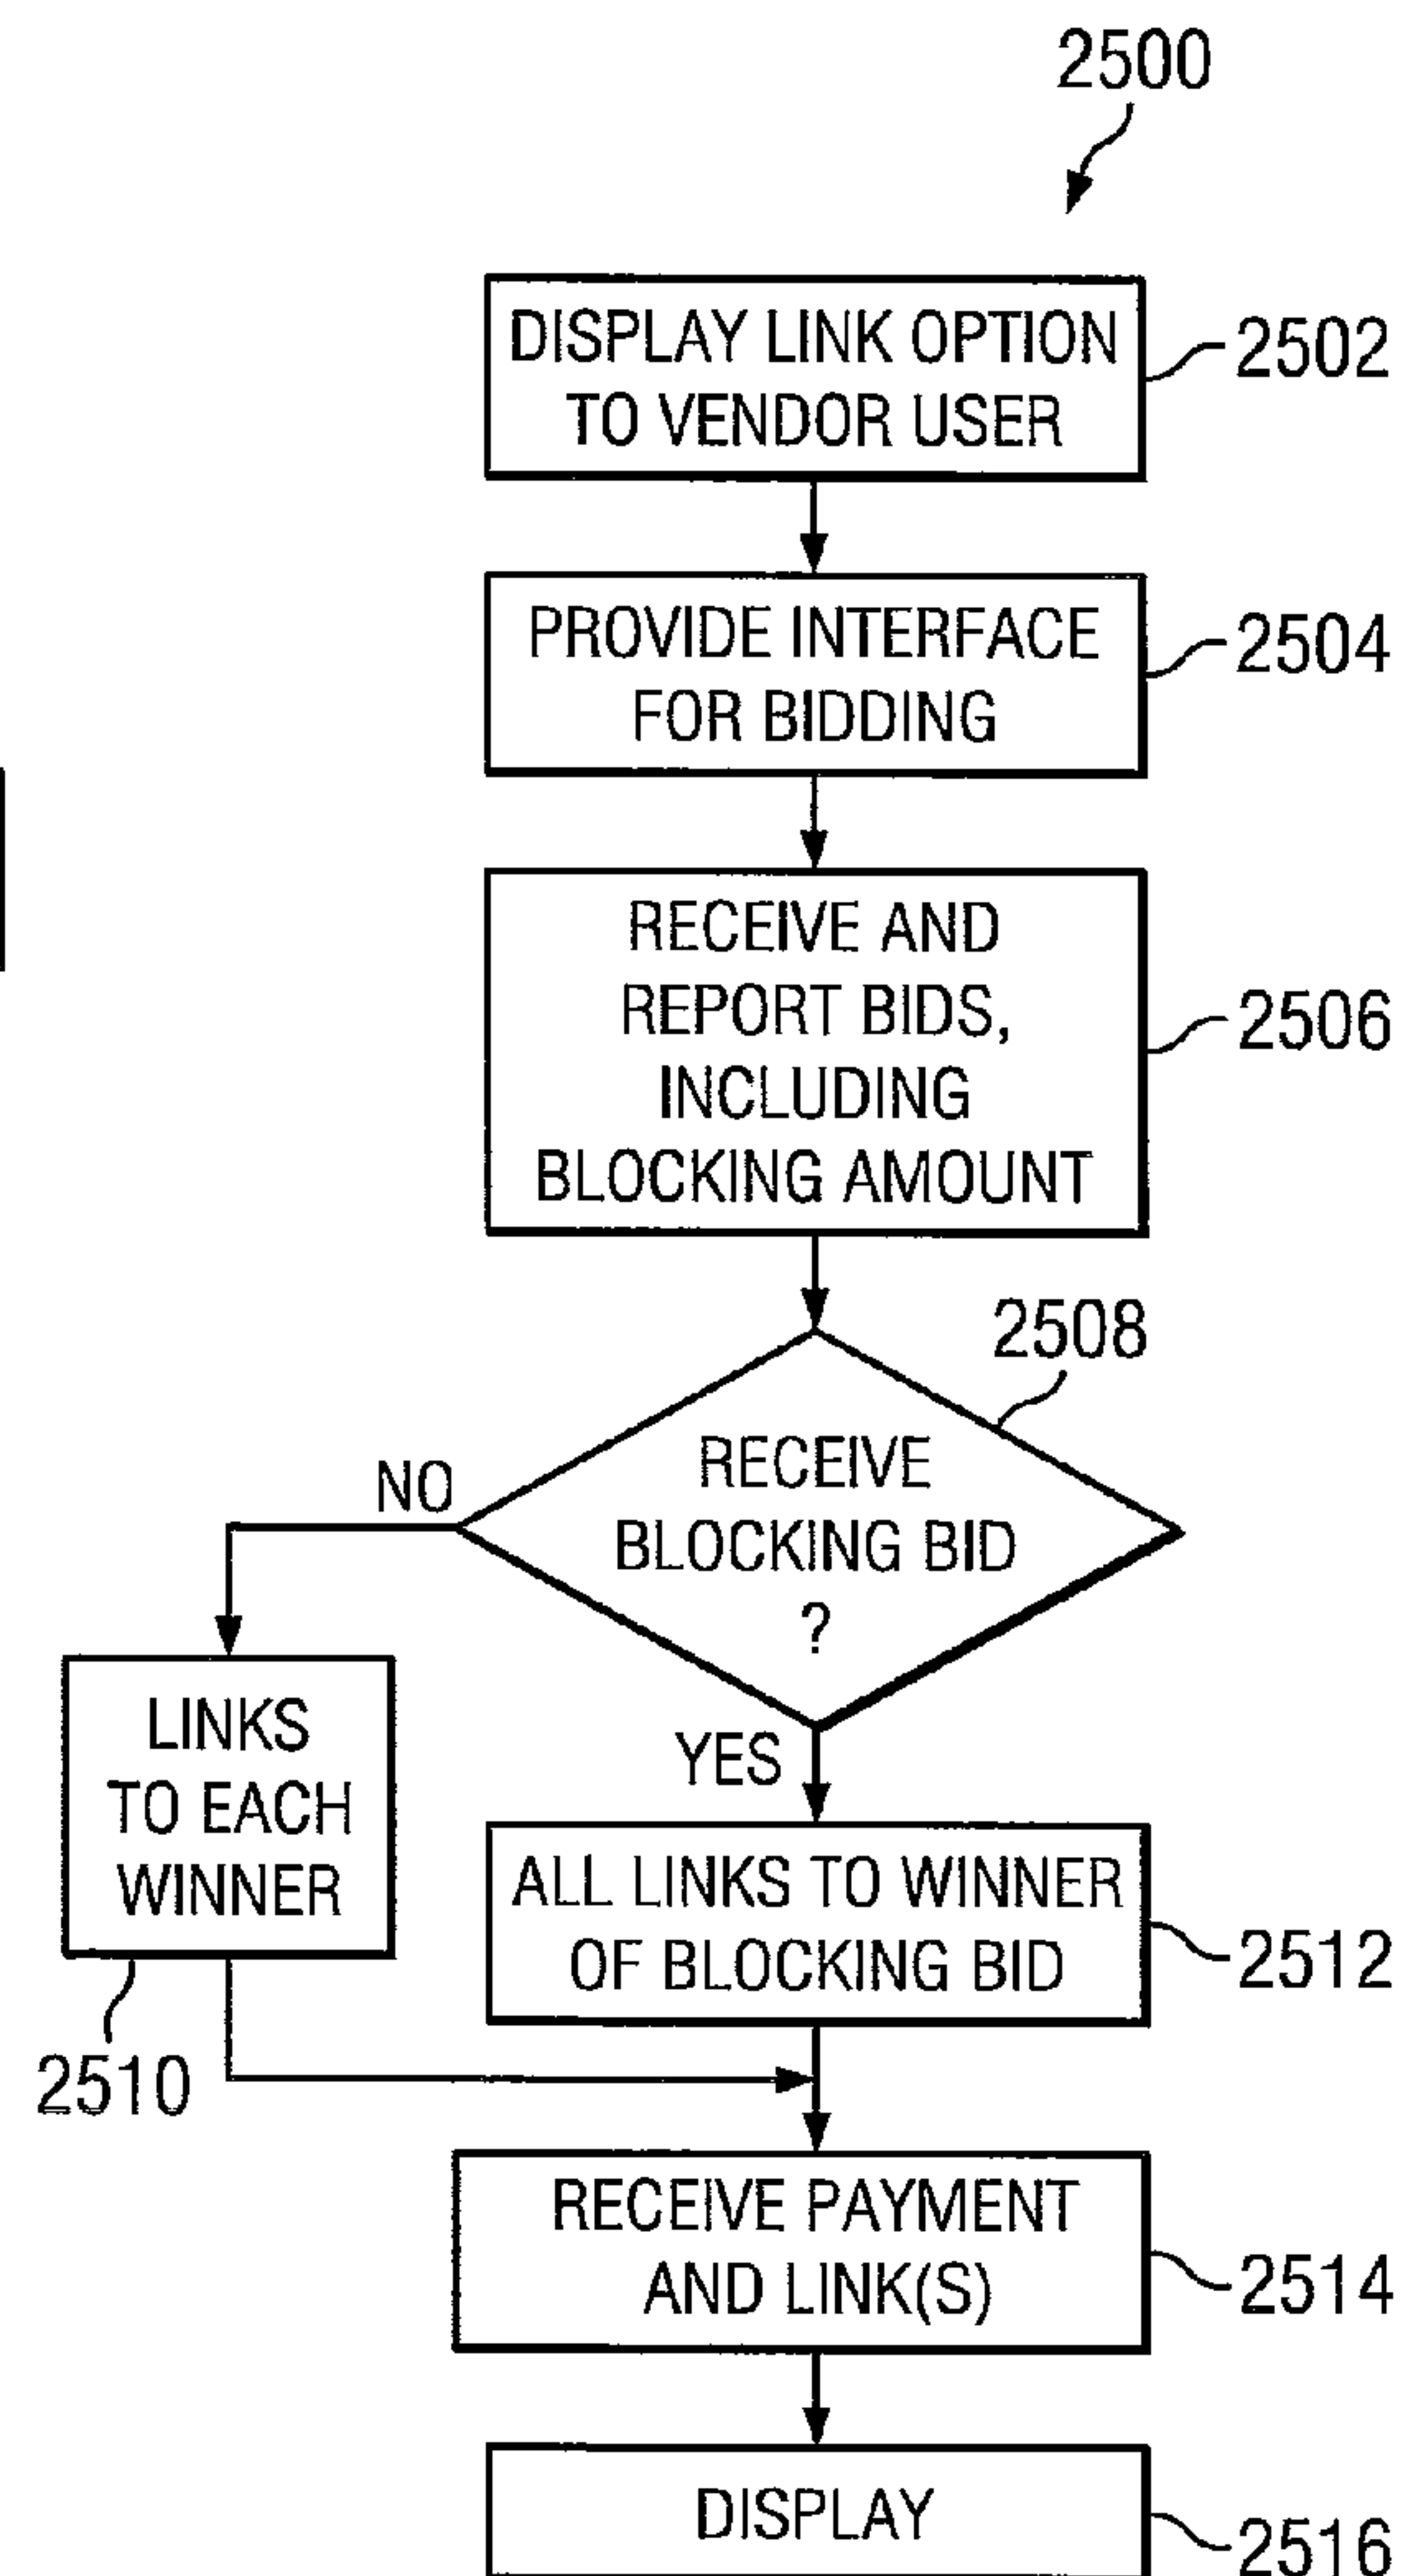 2500
DISPLAY LINK OPTION
TO VENDOR USER
2502
PROVIDE INTERFACE
FOR BIDDING
2504
RECEIVE AND
REPORT BIDS,
INCLUDING
BLOCKING AMOUNT
2506
2508
RECEIVE
BLOCKING BID
?
NO
YES
LINKS
TO EACH
WINNER
2510
ALL LINKS TO WINNER
OF BLOCKING BID
2512
RECEIVE PAYMENT
AND LINK(S)
2514
DISPLAY
2516